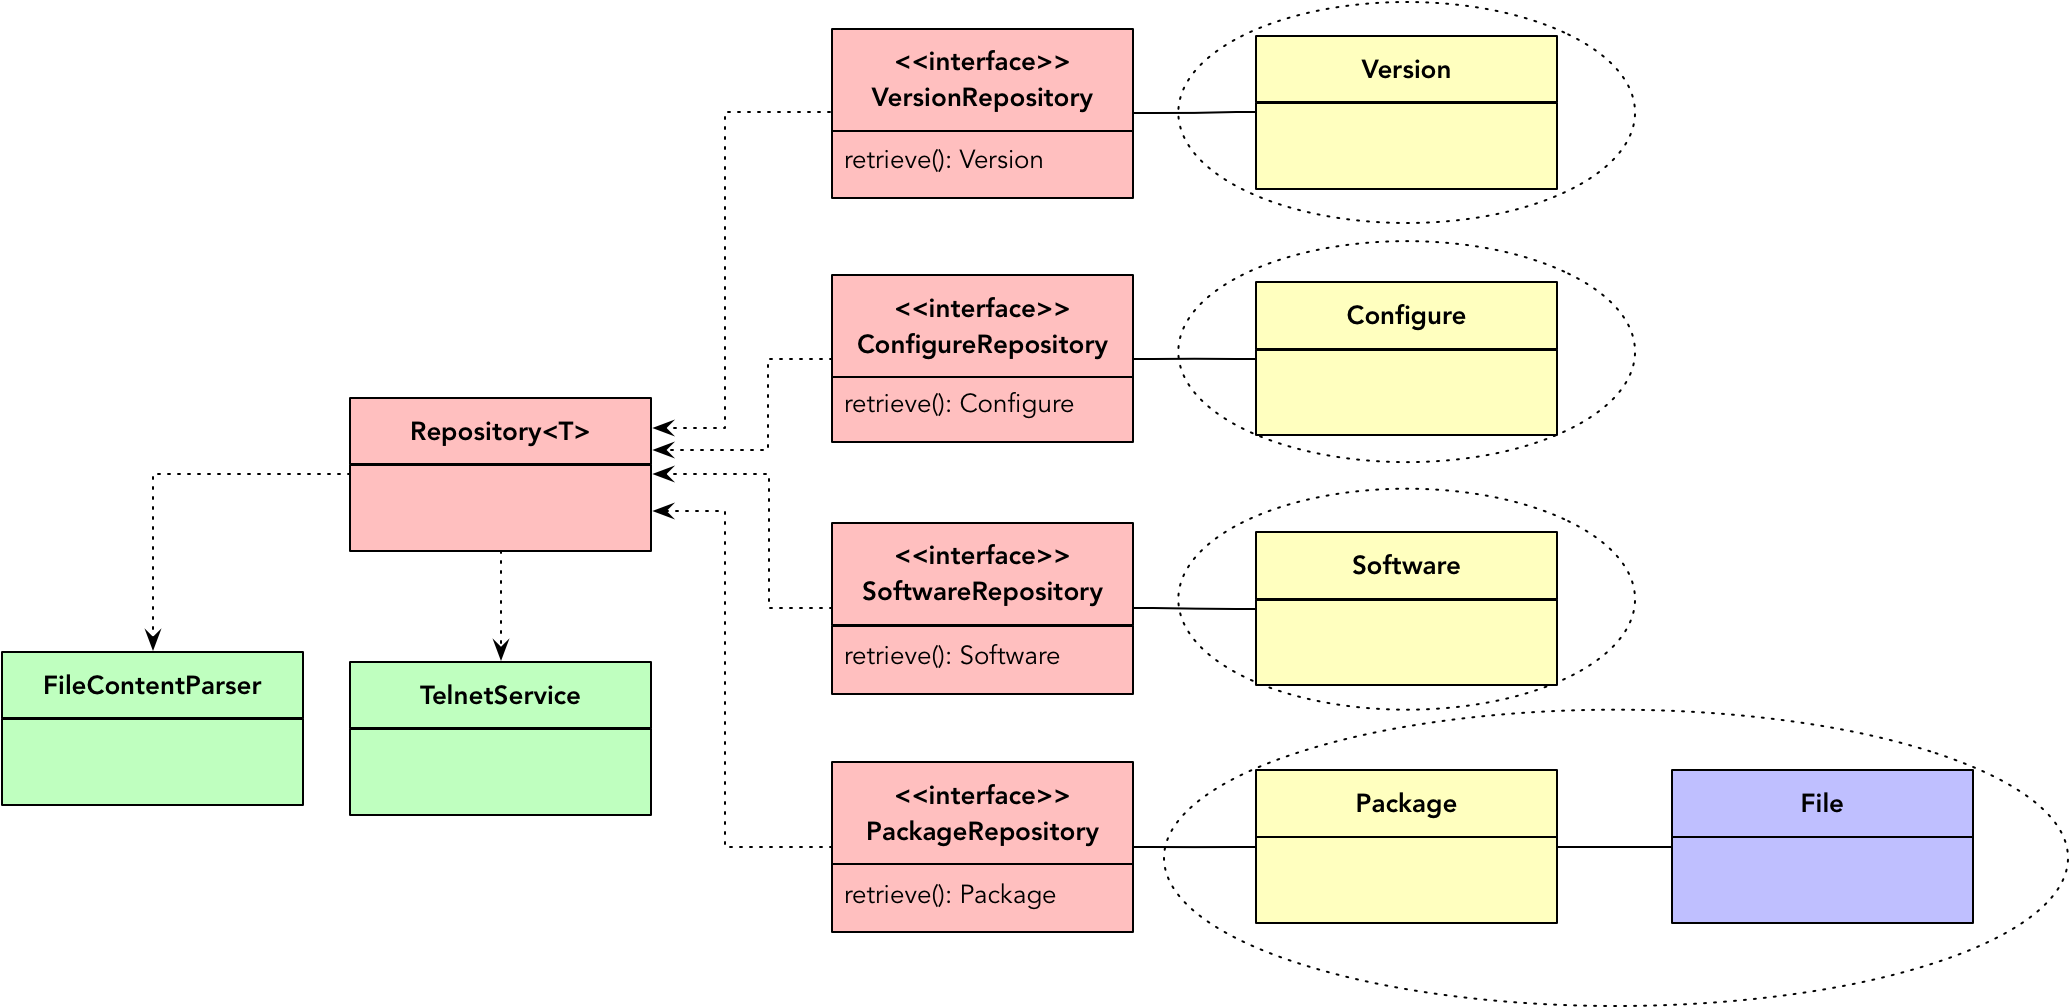 <<interface>>
VersionRepository
retrieve(): Version
Version
<<interface>>
ConfigureRepository
retrieve(): Configure
Configure
Repository<T>
<<interface>>
SoftwareRepository
retrieve(): Software
Software
FileContentParser
TelnetService
<<interface>>
PackageRepository
retrieve(): Package
Package
File